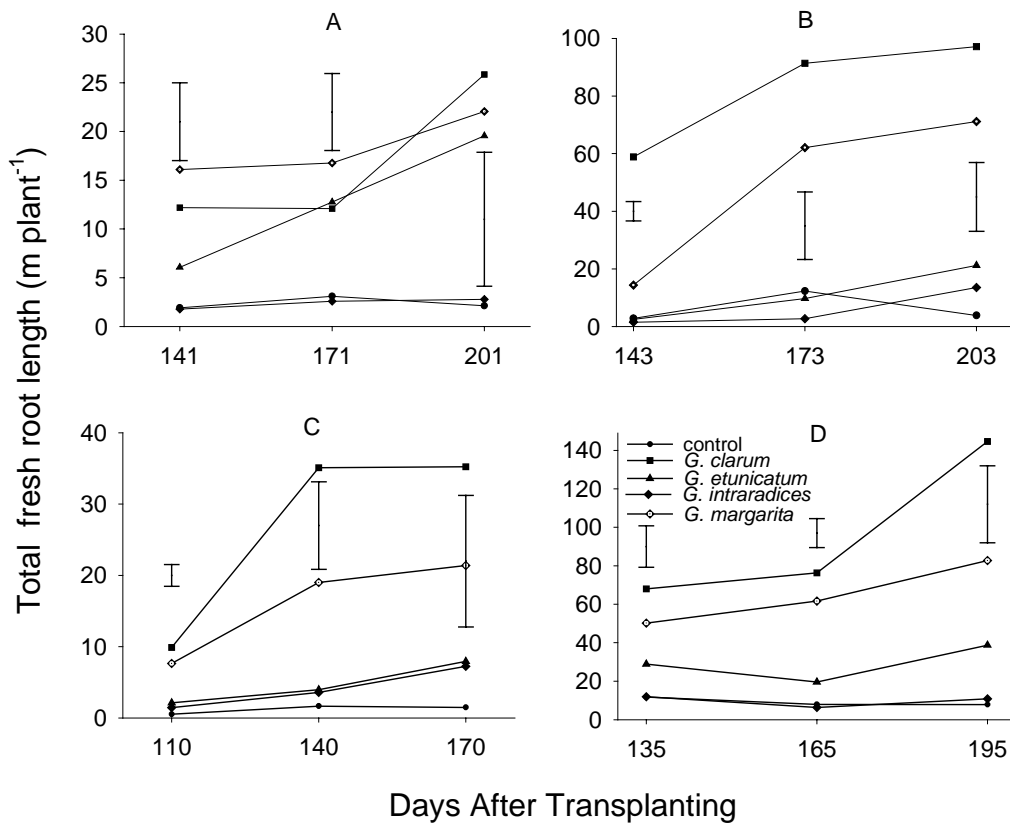 Total fresh root length (m plant⁻¹)
A
30
25
20
15
10
5
0
141 171 201
B
100
80
60
40
20
0
143 173 203
C
40
30
20
10
0
110 140 170
D
140
120
100
80
60
40
20
0
control
G. clarum
G. etunicatum
G. intraradices
G. margarita
135 165 195
Days After Transplanting